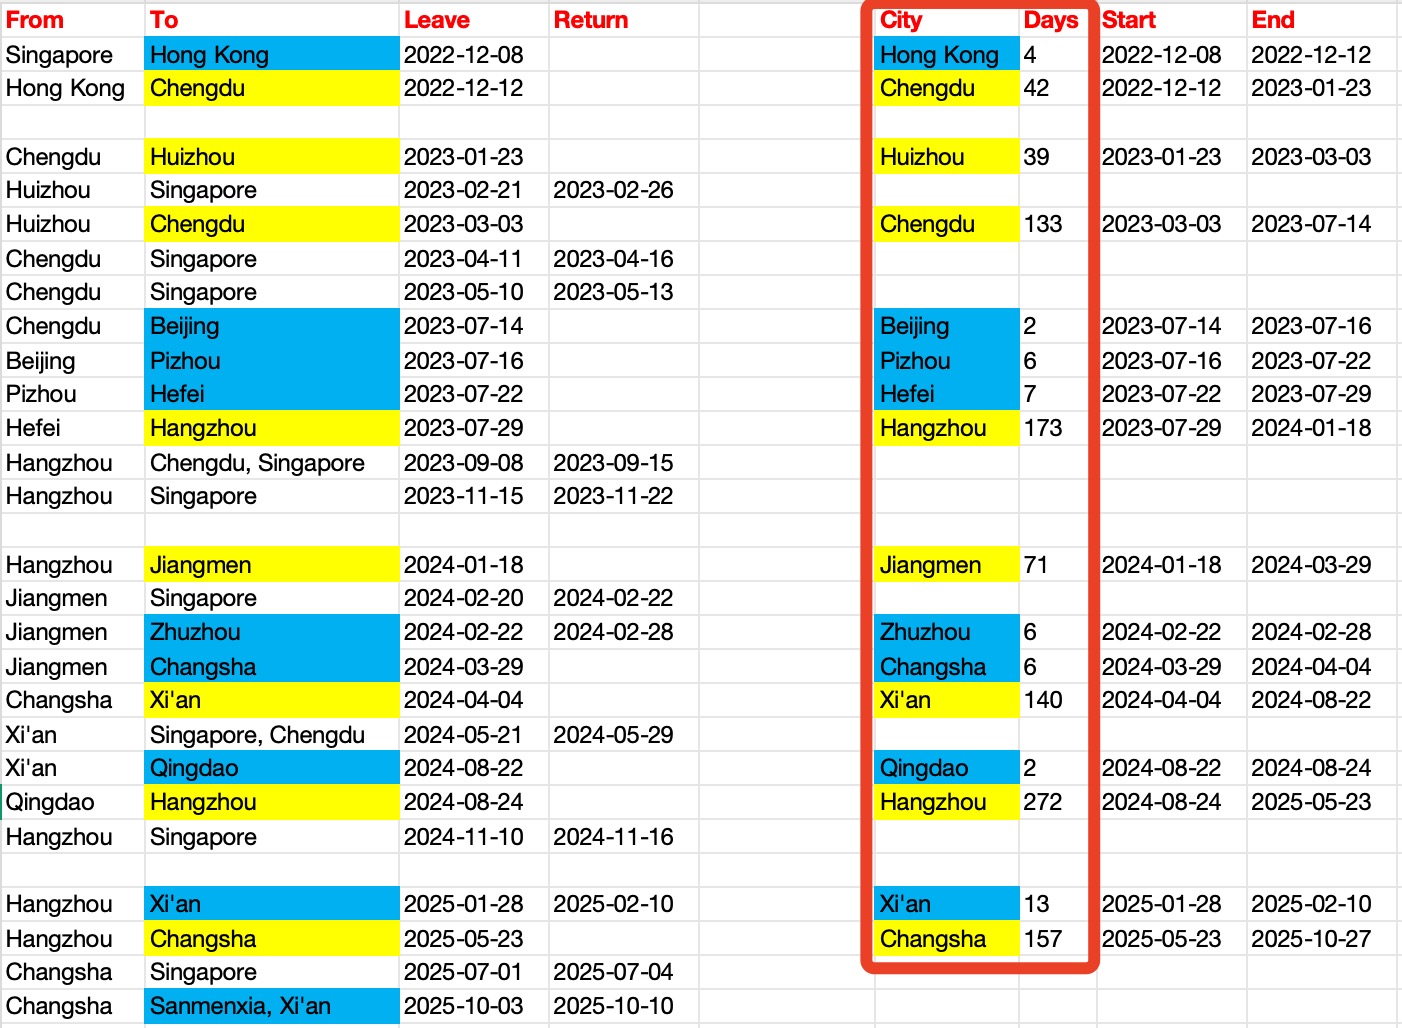 From To Leave Return City Days Start End
Singapore Hong Kong 2022-12-08 Hong Kong 4 2022-12-08 2022-12-12
Hong Kong Chengdu 2022-12-12 Chengdu 42 2022-12-12 2023-01-23
Chengdu Huizhou 2023-01-23 Huizhou 39 2023-01-23 2023-03-03
Huizhou Singapore 2023-02-21 2023-02-26
Huizhou Chengdu 2023-03-03 Chengdu 133 2023-03-03 2023-07-14
Chengdu Singapore 2023-04-11 2023-04-16
Chengdu Singapore 2023-05-10 2023-05-13
Chengdu Beijing 2023-07-14 Beijing 2 2023-07-14 2023-07-16
Beijing Pizhou 2023-07-16 Pizhou 6 2023-07-16 2023-07-22
Pizhou Hefei 2023-07-22 Hefei 7 2023-07-22 2023-07-29
Hefei Hangzhou 2023-07-29 Hangzhou 173 2023-07-29 2024-01-18
Hangzhou Chengdu, Singapore 2023-09-08 2023-09-15
Hangzhou Singapore 2023-11-15 2023-11-22
Hangzhou Jiangmen 2024-01-18 Jiangmen 71 2024-01-18 2024-03-29
Jiangmen Singapore 2024-02-20 2024-02-22
Jiangmen Zhuzhou 2024-02-22 2024-02-28 Zhuzhou 6 2024-02-22 2024-02-28
Jiangmen Changsha 2024-03-29 Changsha 6 2024-03-29 2024-04-04
Changsha Xi'an 2024-04-04 Xi'an 140 2024-04-04 2024-08-22
Xi'an Singapore, Chengdu 2024-05-21 2024-05-29
Xi'an Qingdao 2024-08-22 Qingdao 2 2024-08-22 2024-08-24
Qingdao Hangzhou 2024-08-24 Hangzhou 272 2024-08-24 2025-05-23
Hangzhou Singapore 2024-11-10 2024-11-16
Hangzhou Xi'an 2025-01-28 2025-02-10 Xi'an 13 2025-01-28 2025-02-10
Hangzhou Changsha 2025-05-23 Changsha 157 2025-05-23 2025-10-27
Changsha Singapore 2025-07-01 2025-07-04
Changsha Sanmenxia, Xi'an 2025-10-03 2025-10-10